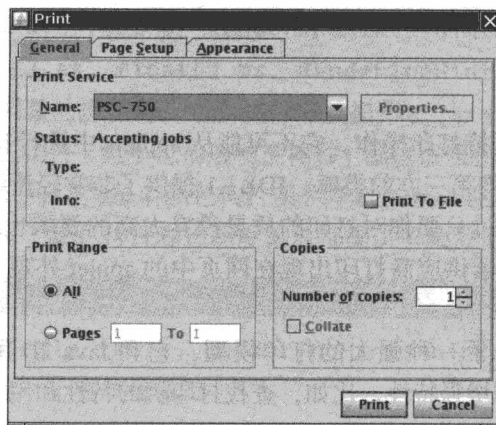 Print
General Page Setup Appearance
Print Service
Name: PSC-750 Properties...
Status: Accepting jobs
Type:
Info:
Print To File
Print Range
Copies
All
Number of copies: 1
Pages 1 To 1
Collate
Print Cancel